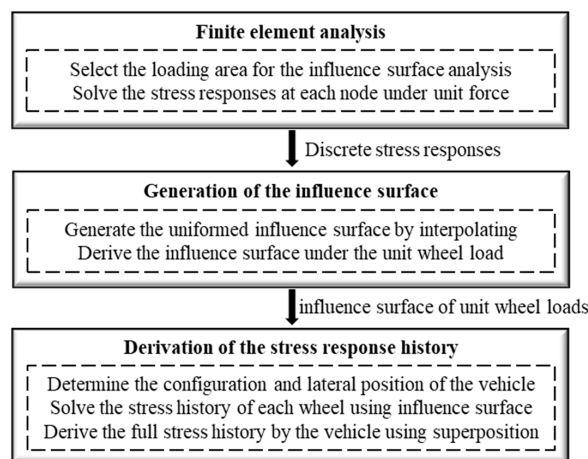 Finite element analysis
Select the loading area for the influence surface analysis
Solve the stress responses at each node under unit force
Discrete stress responses
Generation of the influence surface
Generate the uniformed influence surface by interpolating
Derive the influence surface under the unit wheel load
influence surface of unit wheel loads
Derivation of the stress response history
Determine the configuration and lateral position of the vehicle
Solve the stress history of each wheel using influence surface
Derive the full stress history by the vehicle using superposition